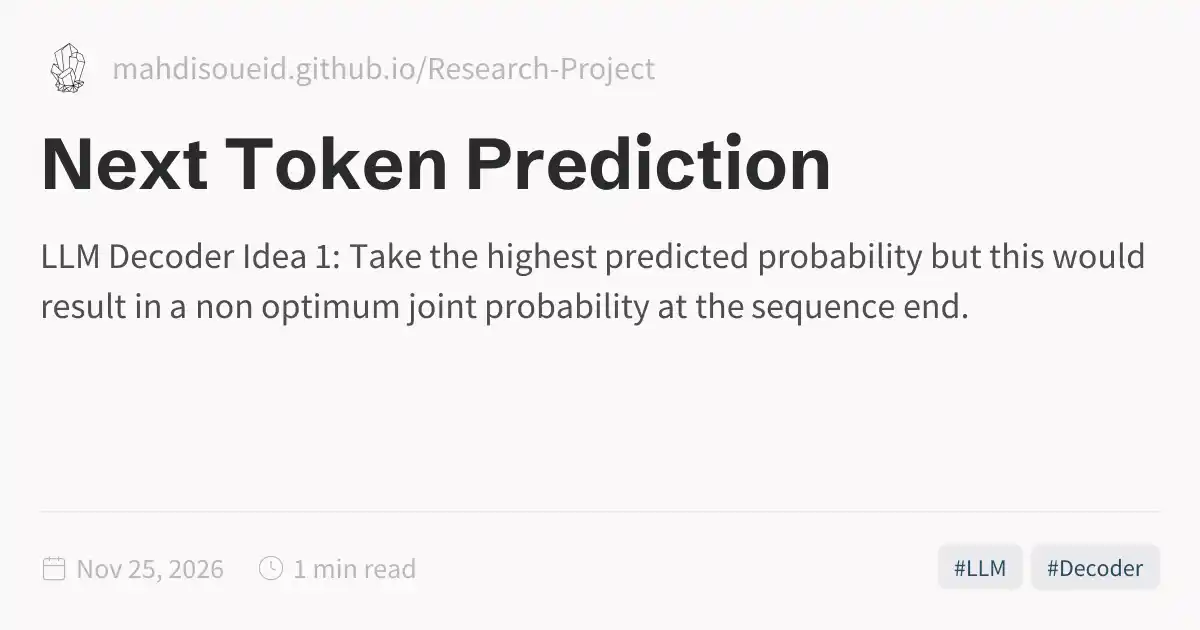 mahdisoueid.github.io/Research-Project
Next Token Prediction
LLM Decoder Idea 1: Take the highest predicted probability but this would
result in a non optimum joint probability at the sequence end.
Nov 25, 2026 1 min read #LLM #Decoder